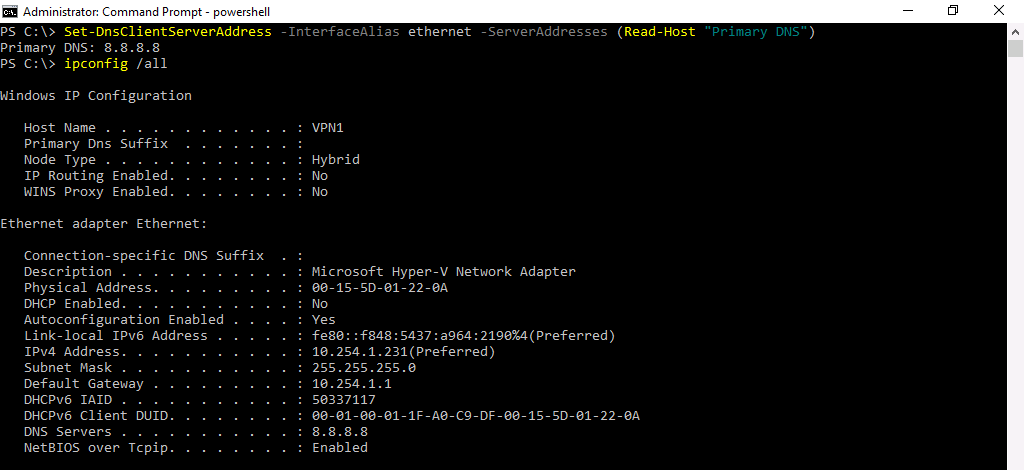 Administrator: Command Prompt - powershell
PS C:\> Set-DnsClientServerAddress -InterfaceAlias ethernet -ServerAddresses (Read-Host "Primary DNS")
Primary DNS: 8.8.8.8
PS C:\> ipconfig /all
Windows IP Configuration
   Host Name . . . . . . . . . . . . : VPN1
   Primary Dns Suffix  . . . . . . . :
   Node Type . . . . . . . . . . . . : Hybrid
   IP Routing Enabled. . . . . . . . : No
   WINS Proxy Enabled. . . . . . . . : No
Ethernet adapter Ethernet:
   Connection-specific DNS Suffix  . :
   Description . . . . . . . . . . . : Microsoft Hyper-V Network Adapter
   Physical Address. . . . . . . . . : 00-15-5D-01-22-0A
   DHCP Enabled. . . . . . . . . . . : No
   Autoconfiguration Enabled . . . . : Yes
   Link-local IPv6 Address . . . . . : fe80::f848:5437:a964:2190%4(Preferred)
   IPv4 Address. . . . . . . . . . . : 10.254.1.231(Preferred)
   Subnet Mask . . . . . . . . . . . : 255.255.255.0
   Default Gateway . . . . . . . . . : 10.254.1.1
   DHCPv6 IAID . . . . . . . . . . . : 50337117
   DHCPv6 Client DUID. . . . . . . . : 00-01-00-01-1F-A0-C9-DF-00-15-5D-01-22-0A
   DNS Servers . . . . . . . . . . . : 8.8.8.8
   NetBIOS over Tcpip. . . . . . . . : Enabled